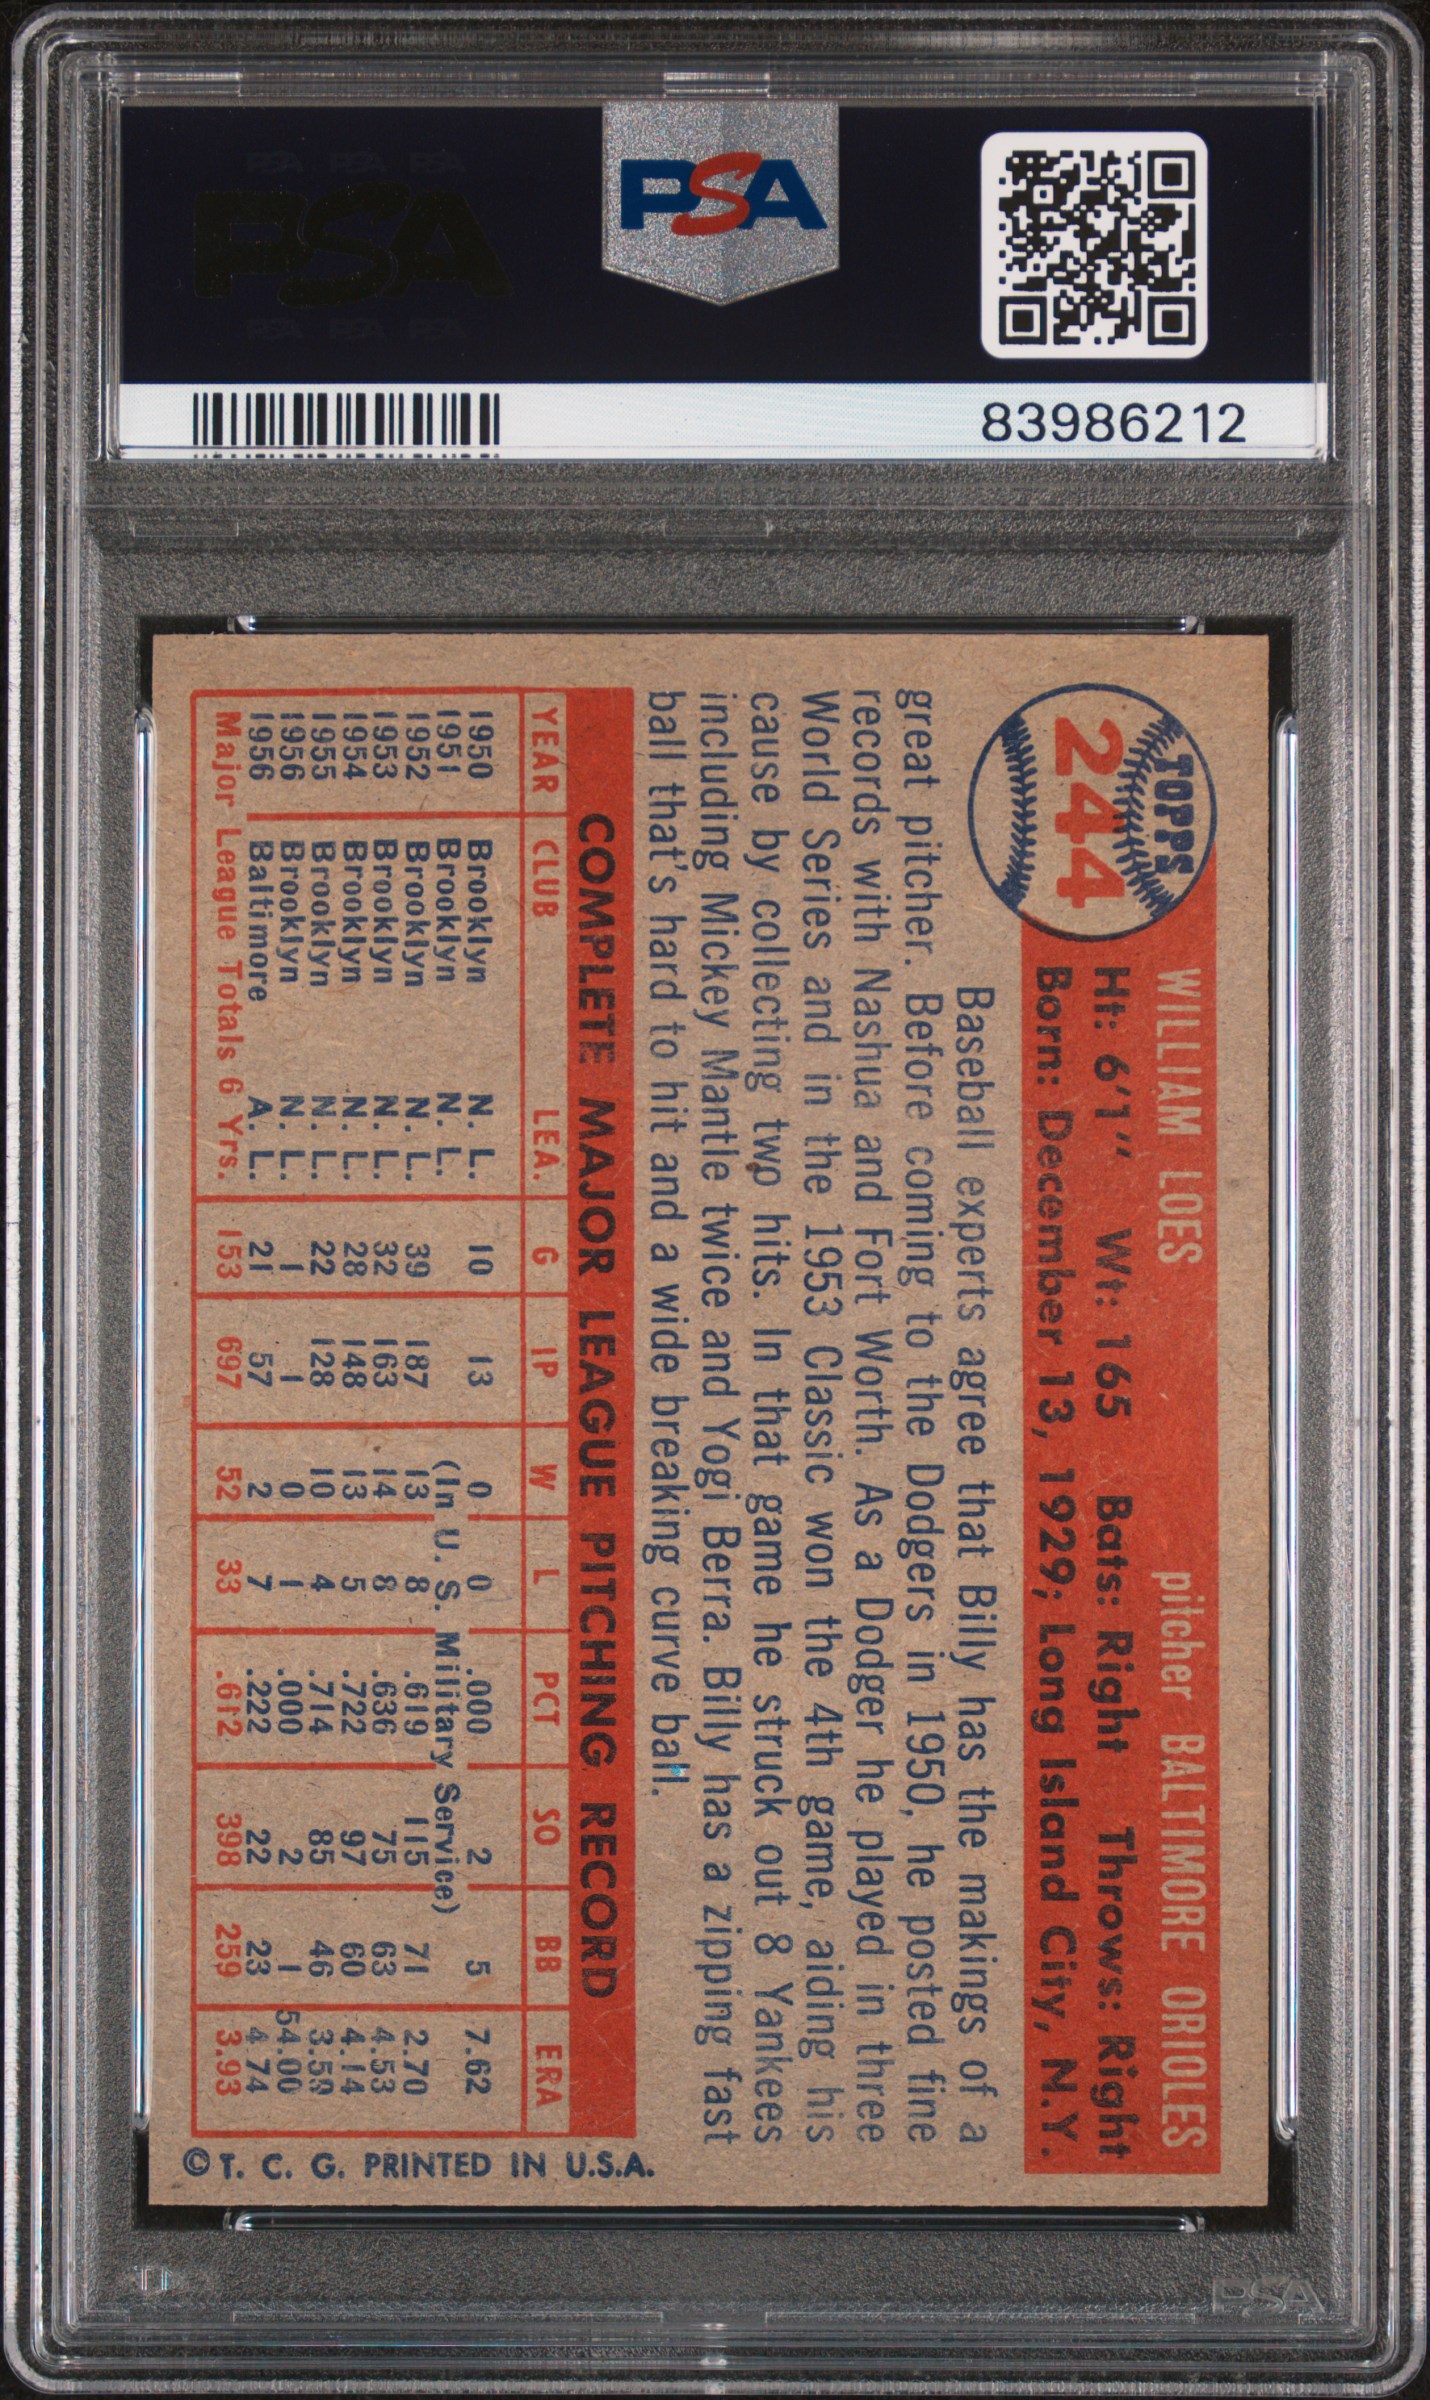 PSA
83986212
TOPPS
244
WILLIAM LOES pitcher BALTIMORE ORIOLES
Ht: 6'1" Wt: 165 Bats: Right Throws: Right
Born: December 13, 1929; Long Island City, N.Y.
Baseball experts agree that Billy has the makings of a
great pitcher. Before coming to the Dodgers in 1950, he posted fine
records with Nashua and Fort Worth. As a Dodger he played in three
World Series and in the 1953 Classic won the 4th game, aiding his
cause by collecting two hits. In that game he struck out 8 Yankees
including Mickey Mantle twice and Yogi Berra. Billy has a zipping fast
ball that's hard to hit and a wide breaking curve ball.
COMPLETE MAJOR LEAGUE PITCHING RECORD
YEAR CLUB LEA. G IP W L PCT SO BB ERA
1950 Brooklyn N. L. 10 13 0 0 .000 2 5 7.62
1951 Brooklyn N. L. (In U. S. Military Service)
1952 Brooklyn N. L. 39 187 13 8 .619 115 71 2.70
1953 Brooklyn N. L. 32 163 14 8 .636 75 63 4.53
1954 Brooklyn N. L. 28 148 13 5 .722 97 60 4.14
1955 Brooklyn N. L. 22 128 10 4 .714 85 46 3.59
1956 Brooklyn N. L. 1 1 0 1 .000 2 1 54.00
1956 Baltimore A. L. 21 57 2 7 .222 22 23 4.74
Major League Totals 6 Yrs. 153 697 52 33 .612 398 259 3.93
© T. C. G. PRINTED IN U.S.A.
PSA